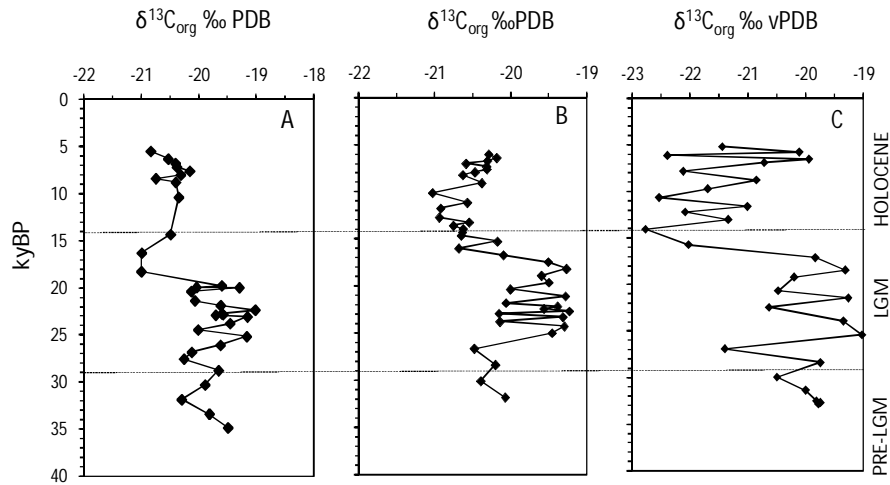 δ¹³Corg ‰ PDB
δ¹³Corg ‰PDB
δ¹³Corg ‰ vPDB
-22 -21 -20 -19 -18
-22 -21 -20 -19
-23 -22 -21 -20 -19
A
B
C
0
5
10
15
20
25
30
35
40
kyBP
HOLOCENE
LGM
PRE-LGM